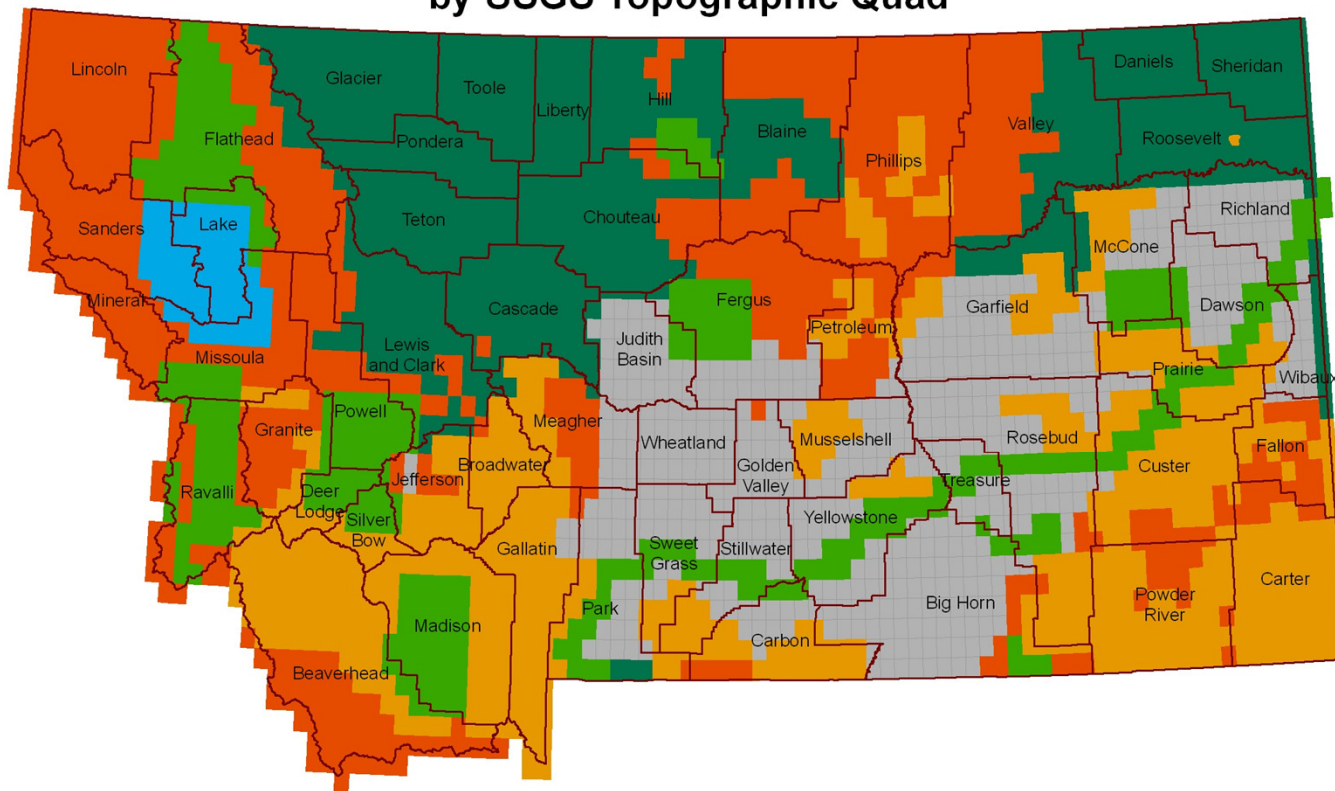 by USGS Topographic Quad
Lincoln
Glacier
Toole
Liberty
Hill
Daniels
Sheridan
Flathead
Pondera
Blaine
Phillips
Valley
Roosevelt
Sanders
Lake
Teton
Chouteau
McCone
Richland
Mineral
Cascade
Fergus
Petroleum
Garfield
Dawson
Missoula
Lewis
and Clark
Judith
Basin
Prairie
Wibaux
Granite
Powell
Meagher
Wheatland
Golden
Valley
Musselshell
Rosebud
Custer
Fallon
Ravalli
Deer
Lodge
Jefferson
Broadwater
Treasure
Silver
Bow
Gallatin
Sweet
Grass
Stillwater
Yellowstone
Madison
Park
Carbon
Big Horn
Powder
River
Carter
Beaverhead